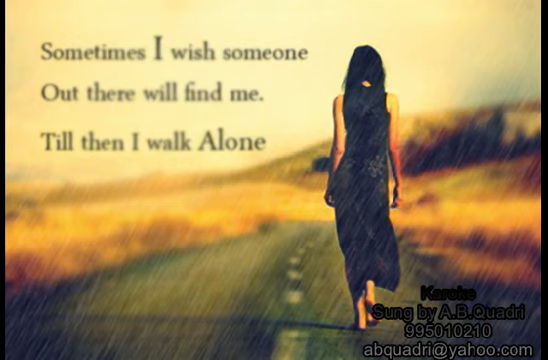 Sometimes I wish someone
Out there will find me.
Till then I walk Alone
Karoke
Sung by A.B.Quadri
995010210
abquadri@yahoo.com